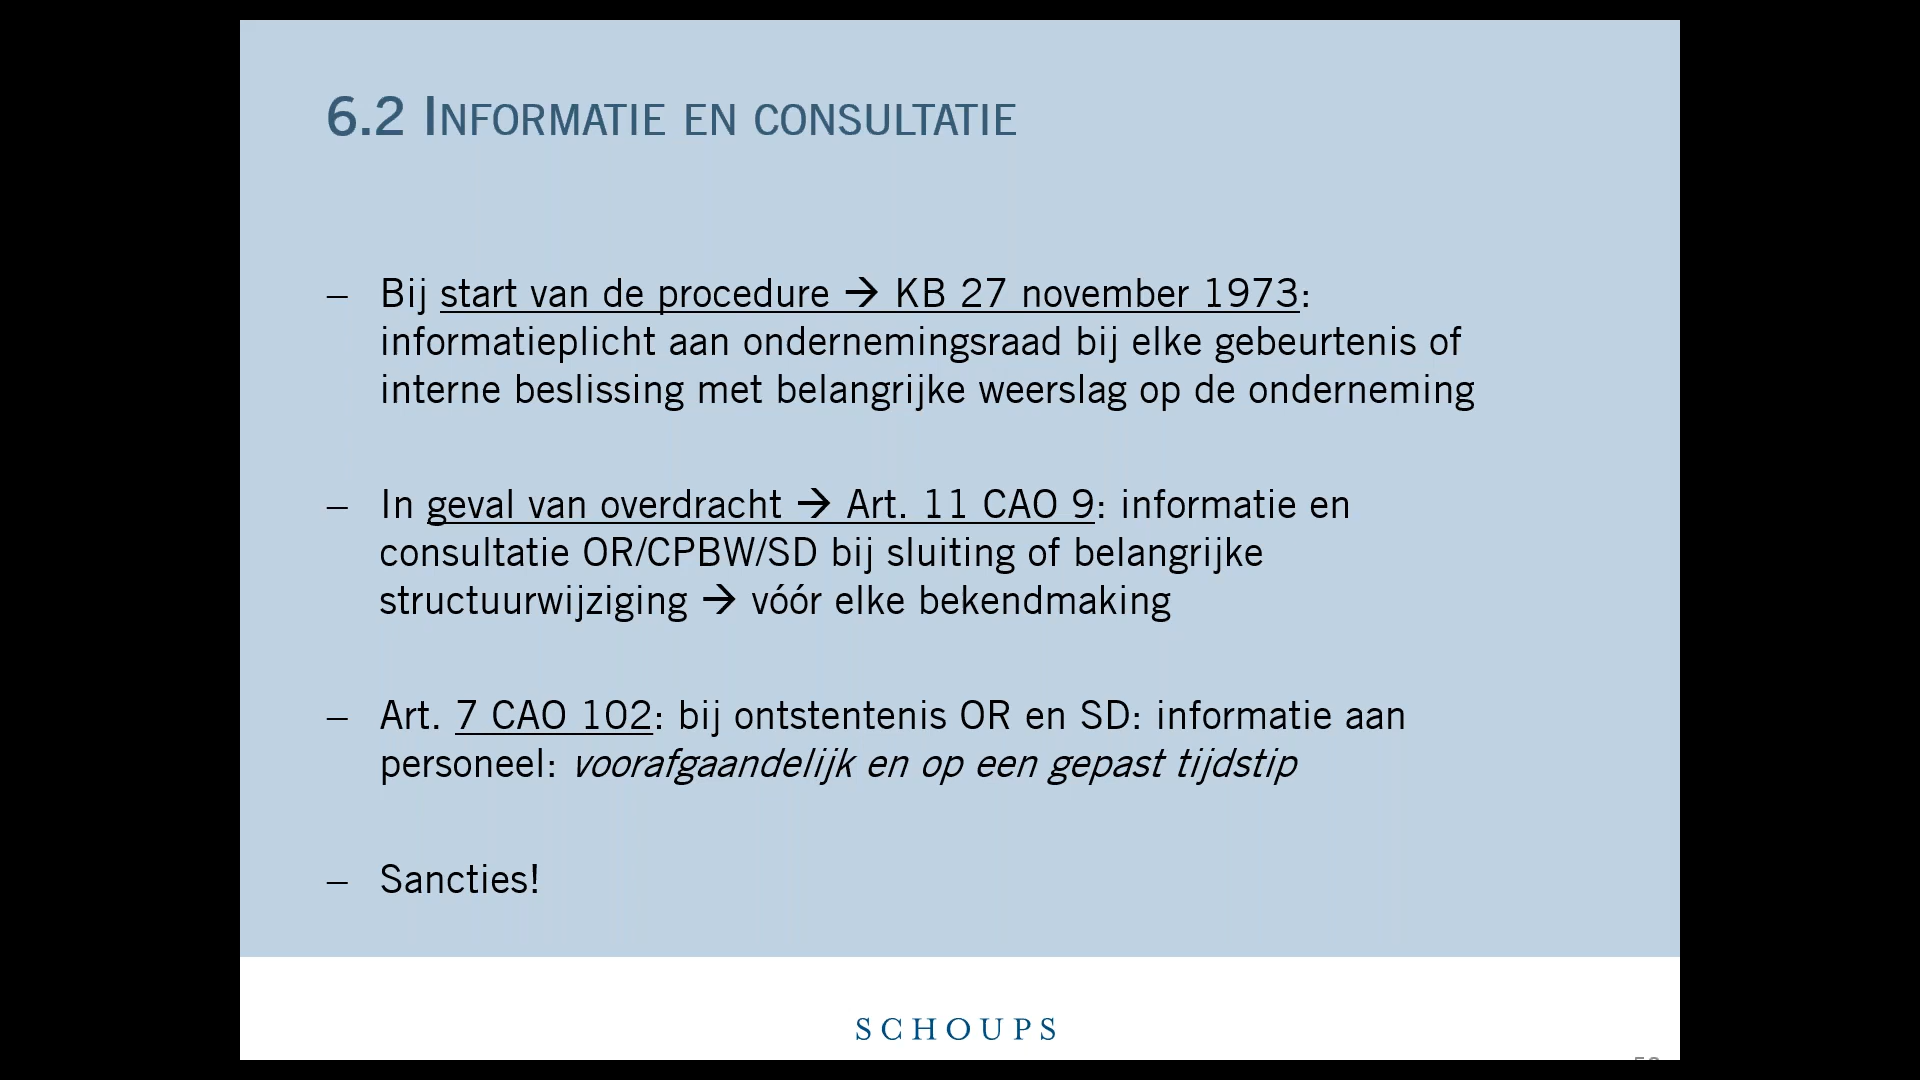 6.2 INFORMATIE EN CONSULTATIE
– Bij start van de procedure → KB 27 november 1973:
informatieplicht aan ondernemingsraad bij elke gebeurtenis of
interne beslissing met belangrijke weerslag op de onderneming
– In geval van overdracht → Art. 11 CAO 9: informatie en
consultatie OR/CPBW/SD bij sluiting of belangrijke
structuurwijziging → vóór elke bekendmaking
– Art. 7 CAO 102: bij ontstentenis OR en SD: informatie aan
personeel: voorafgaandelijk en op een gepast tijdstip
– Sancties!
SCHOUPS